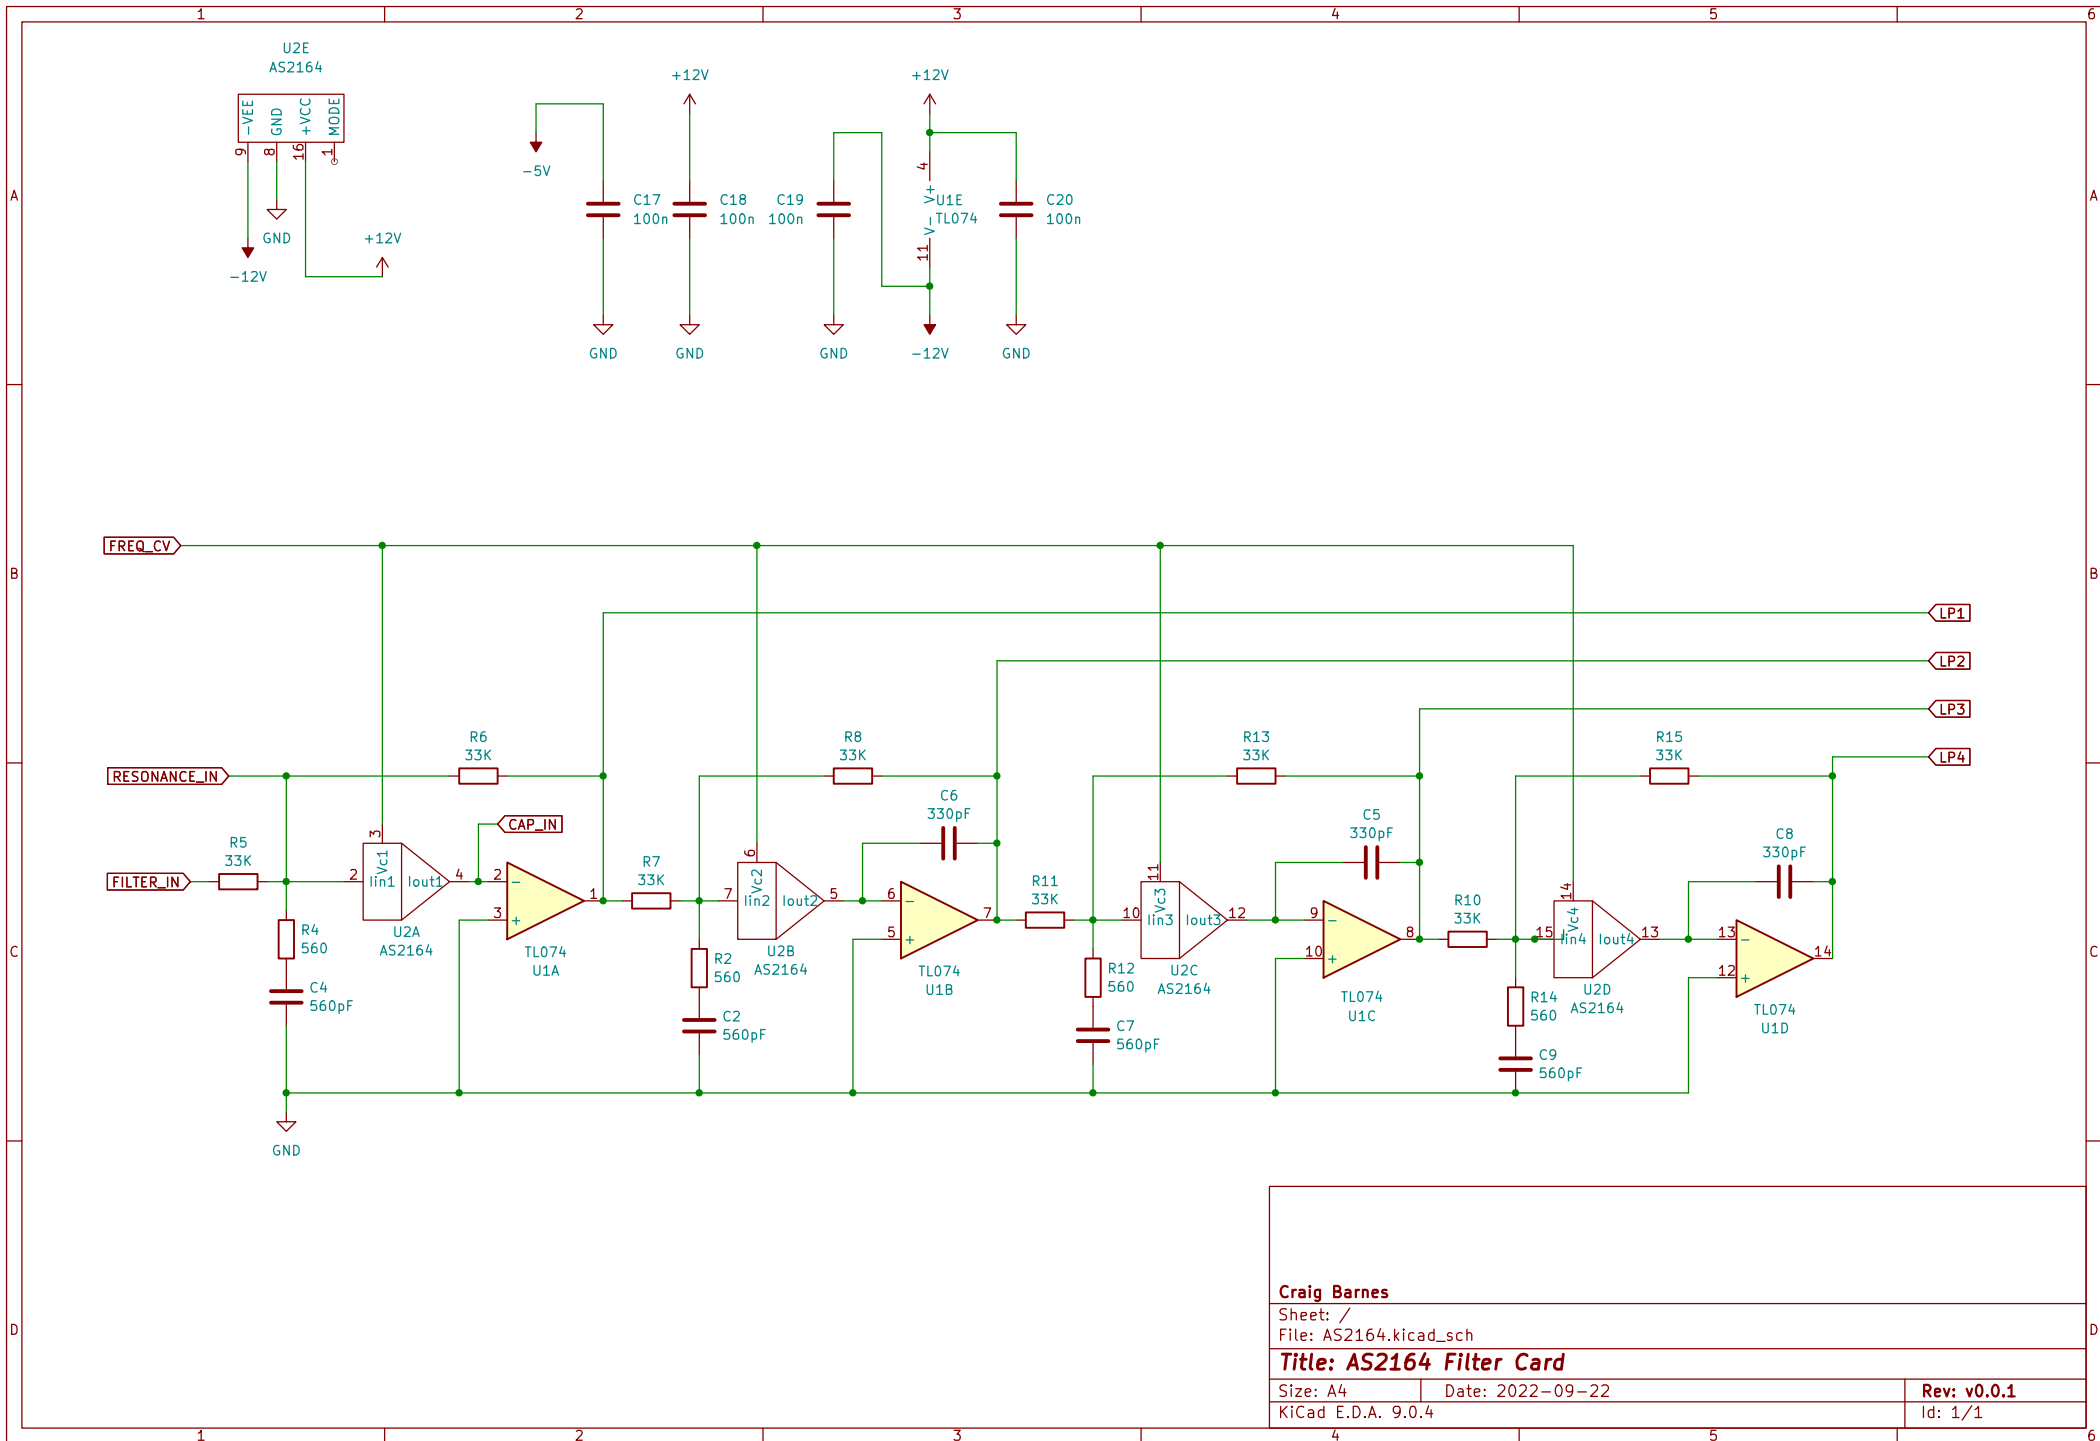 1 2 3 4 5 6
U2E
AS2164
-VEE GND +VCC MODE
9 8 16 1
GND
-12V
+12V
-5V
+12V
+12V
C17
100n
C18
100n
C19
100n
4
V+
U1E
TL074
V-
11
C20
100n
GND
GND
GND
-12V
GND
A A
B B
FREQ_CV
LP1
LP2
LP3
LP4
RESONANCE_IN
R6
33K
R8
33K
R13
33K
R15
33K
CAP_IN
C6
330pF
C5
330pF
C8
330pF
FILTER_IN
R5
33K
3
Vc1
2 Iin1 Iout1 4
U2A
AS2164
2 -
3 +
1
TL074
U1A
R7
33K
6
Vc2
7 Iin2 Iout2 5
U2B
AS2164
6 -
5 +
7
TL074
U1B
R11
33K
11
Vc3
10 Iin3 Iout3 12
U2C
AS2164
9 -
10 +
8
TL074
U1C
R10
33K
14
Vc4
15 Iin4 Iout4 13
U2D
AS2164
13 -
12 +
14
TL074
U1D
R4
560
C4
560pF
R2
560
C2
560pF
R12
560
C7
560pF
R14
560
C9
560pF
GND
C C
D D
Craig Barnes
Sheet: /
File: AS2164.kicad_sch
Title: AS2164 Filter Card
Size: A4 Date: 2022-09-22 Rev: v0.0.1
KiCad E.D.A. 9.0.4 Id: 1/1
1 2 3 4 5 6